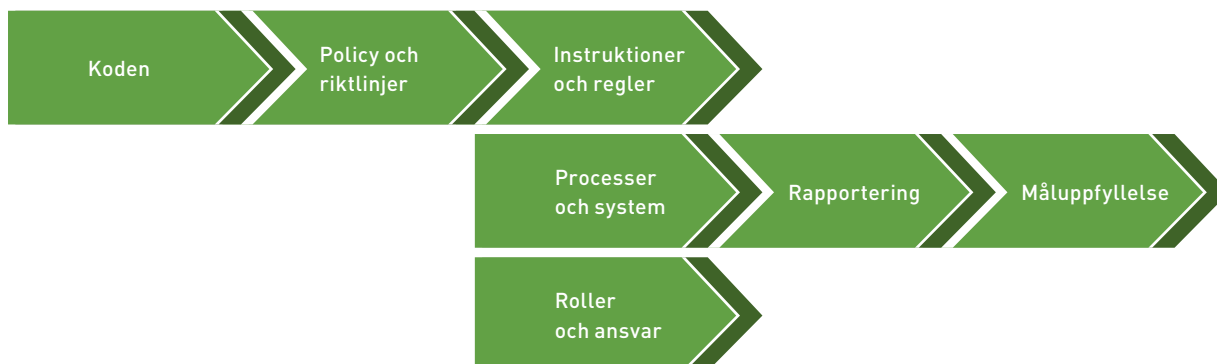 Koden
Policy och
riktlinjer
Instruktioner
och regler
Processer
och system
Rapportering
Måluppfyllelse
Roller
och ansvar